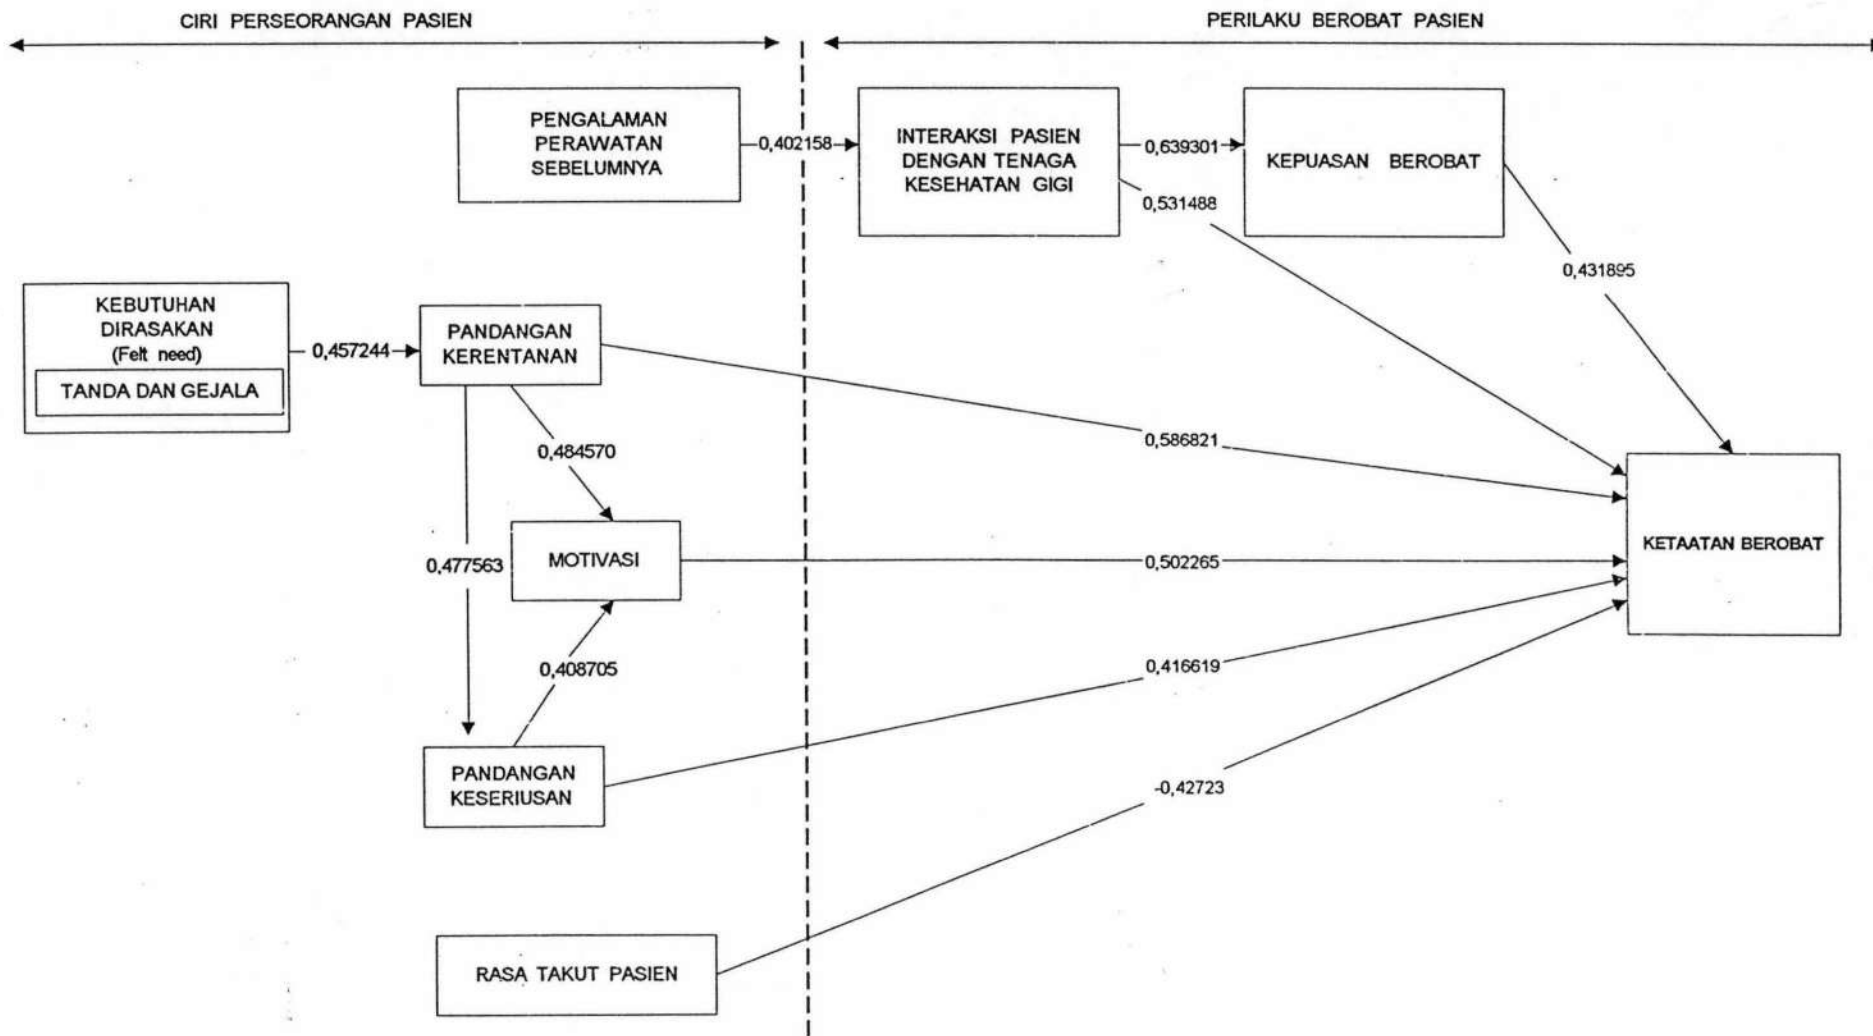 CIRI PERSEORANGAN PASIEN
PERILAKU BEROBAT PASIEN
PENGALAMAN
PERAWATAN
SEBELUMNYA
0,402158
INTERAKSI PASIEN
DENGAN TENAGA
KESEHATAN GIGI
0,639301
0,531488
KEPUASAN BEROBAT
0,431895
KEBUTUHAN
DIRASAKAN
(Felt need)
TANDA DAN GEJALA
0,457244
PANDANGAN
KERENTANAN
0,484570
0,586821
0,477563
MOTIVASI
0,502265
KETAATAN BEROBAT
0,408705
0,416619
PANDANGAN
KESERIUSAN
-0,42723
RASA TAKUT PASIEN